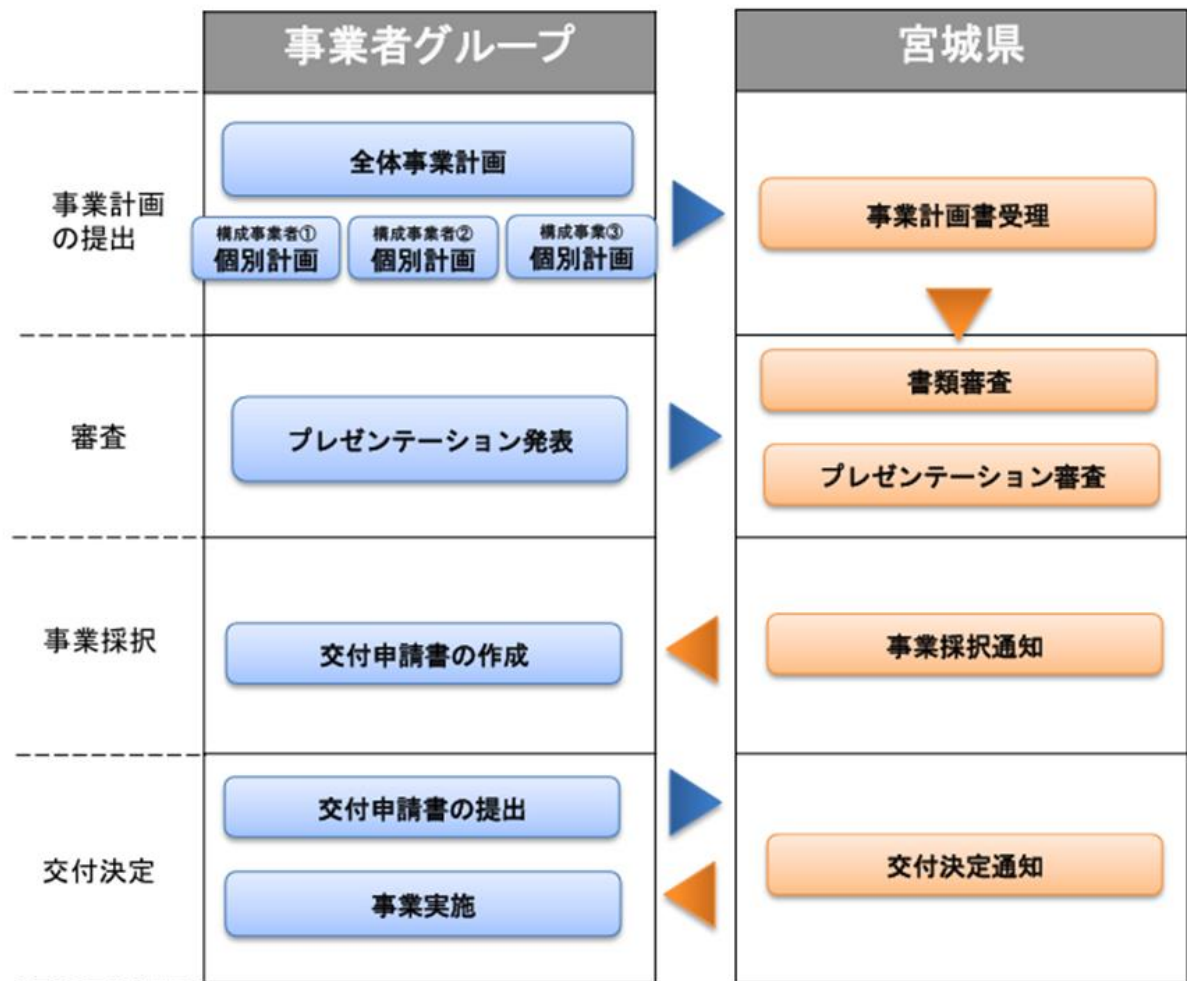 事業者グループ
宮城県
事業計画
の提出
全体事業計画
構成事業者①
個別計画
構成事業者②
個別計画
構成事業③
個別計画
事業計画書受理
審査
プレゼンテーション発表
書類審査
プレゼンテーション審査
事業採択
交付申請書の作成
事業採択通知
交付決定
交付申請書の提出
事業実施
交付決定通知